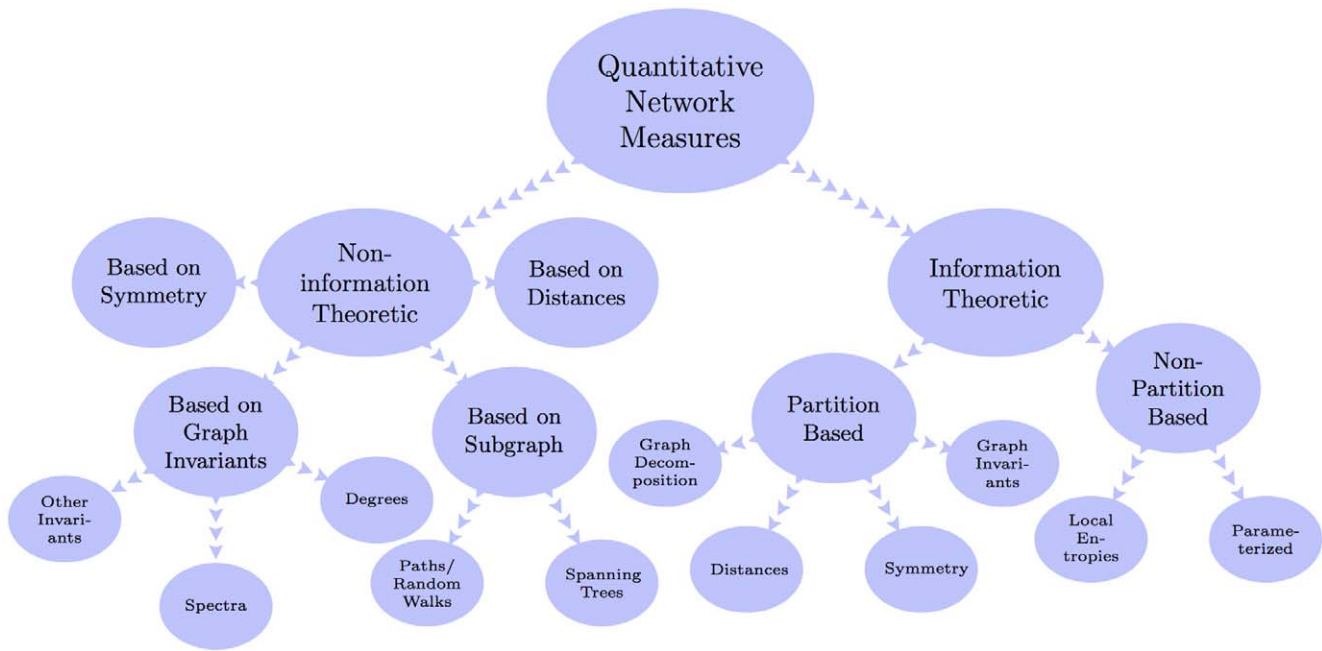 Quantitative
Network
Measures
Non-
information
Theoretic
Based on
Symmetry
Based on
Distances
Information
Theoretic
Based on
Graph
Invariants
Based on
Subgraph
Partition
Based
Non-
Partition
Based
Other
Invari-
ants
Spectra
Degrees
Paths/
Random
Walks
Spanning
Trees
Graph
Decom-
position
Distances
Symmetry
Graph
Invari-
ants
Local
En-
tropies
Parame-
terized